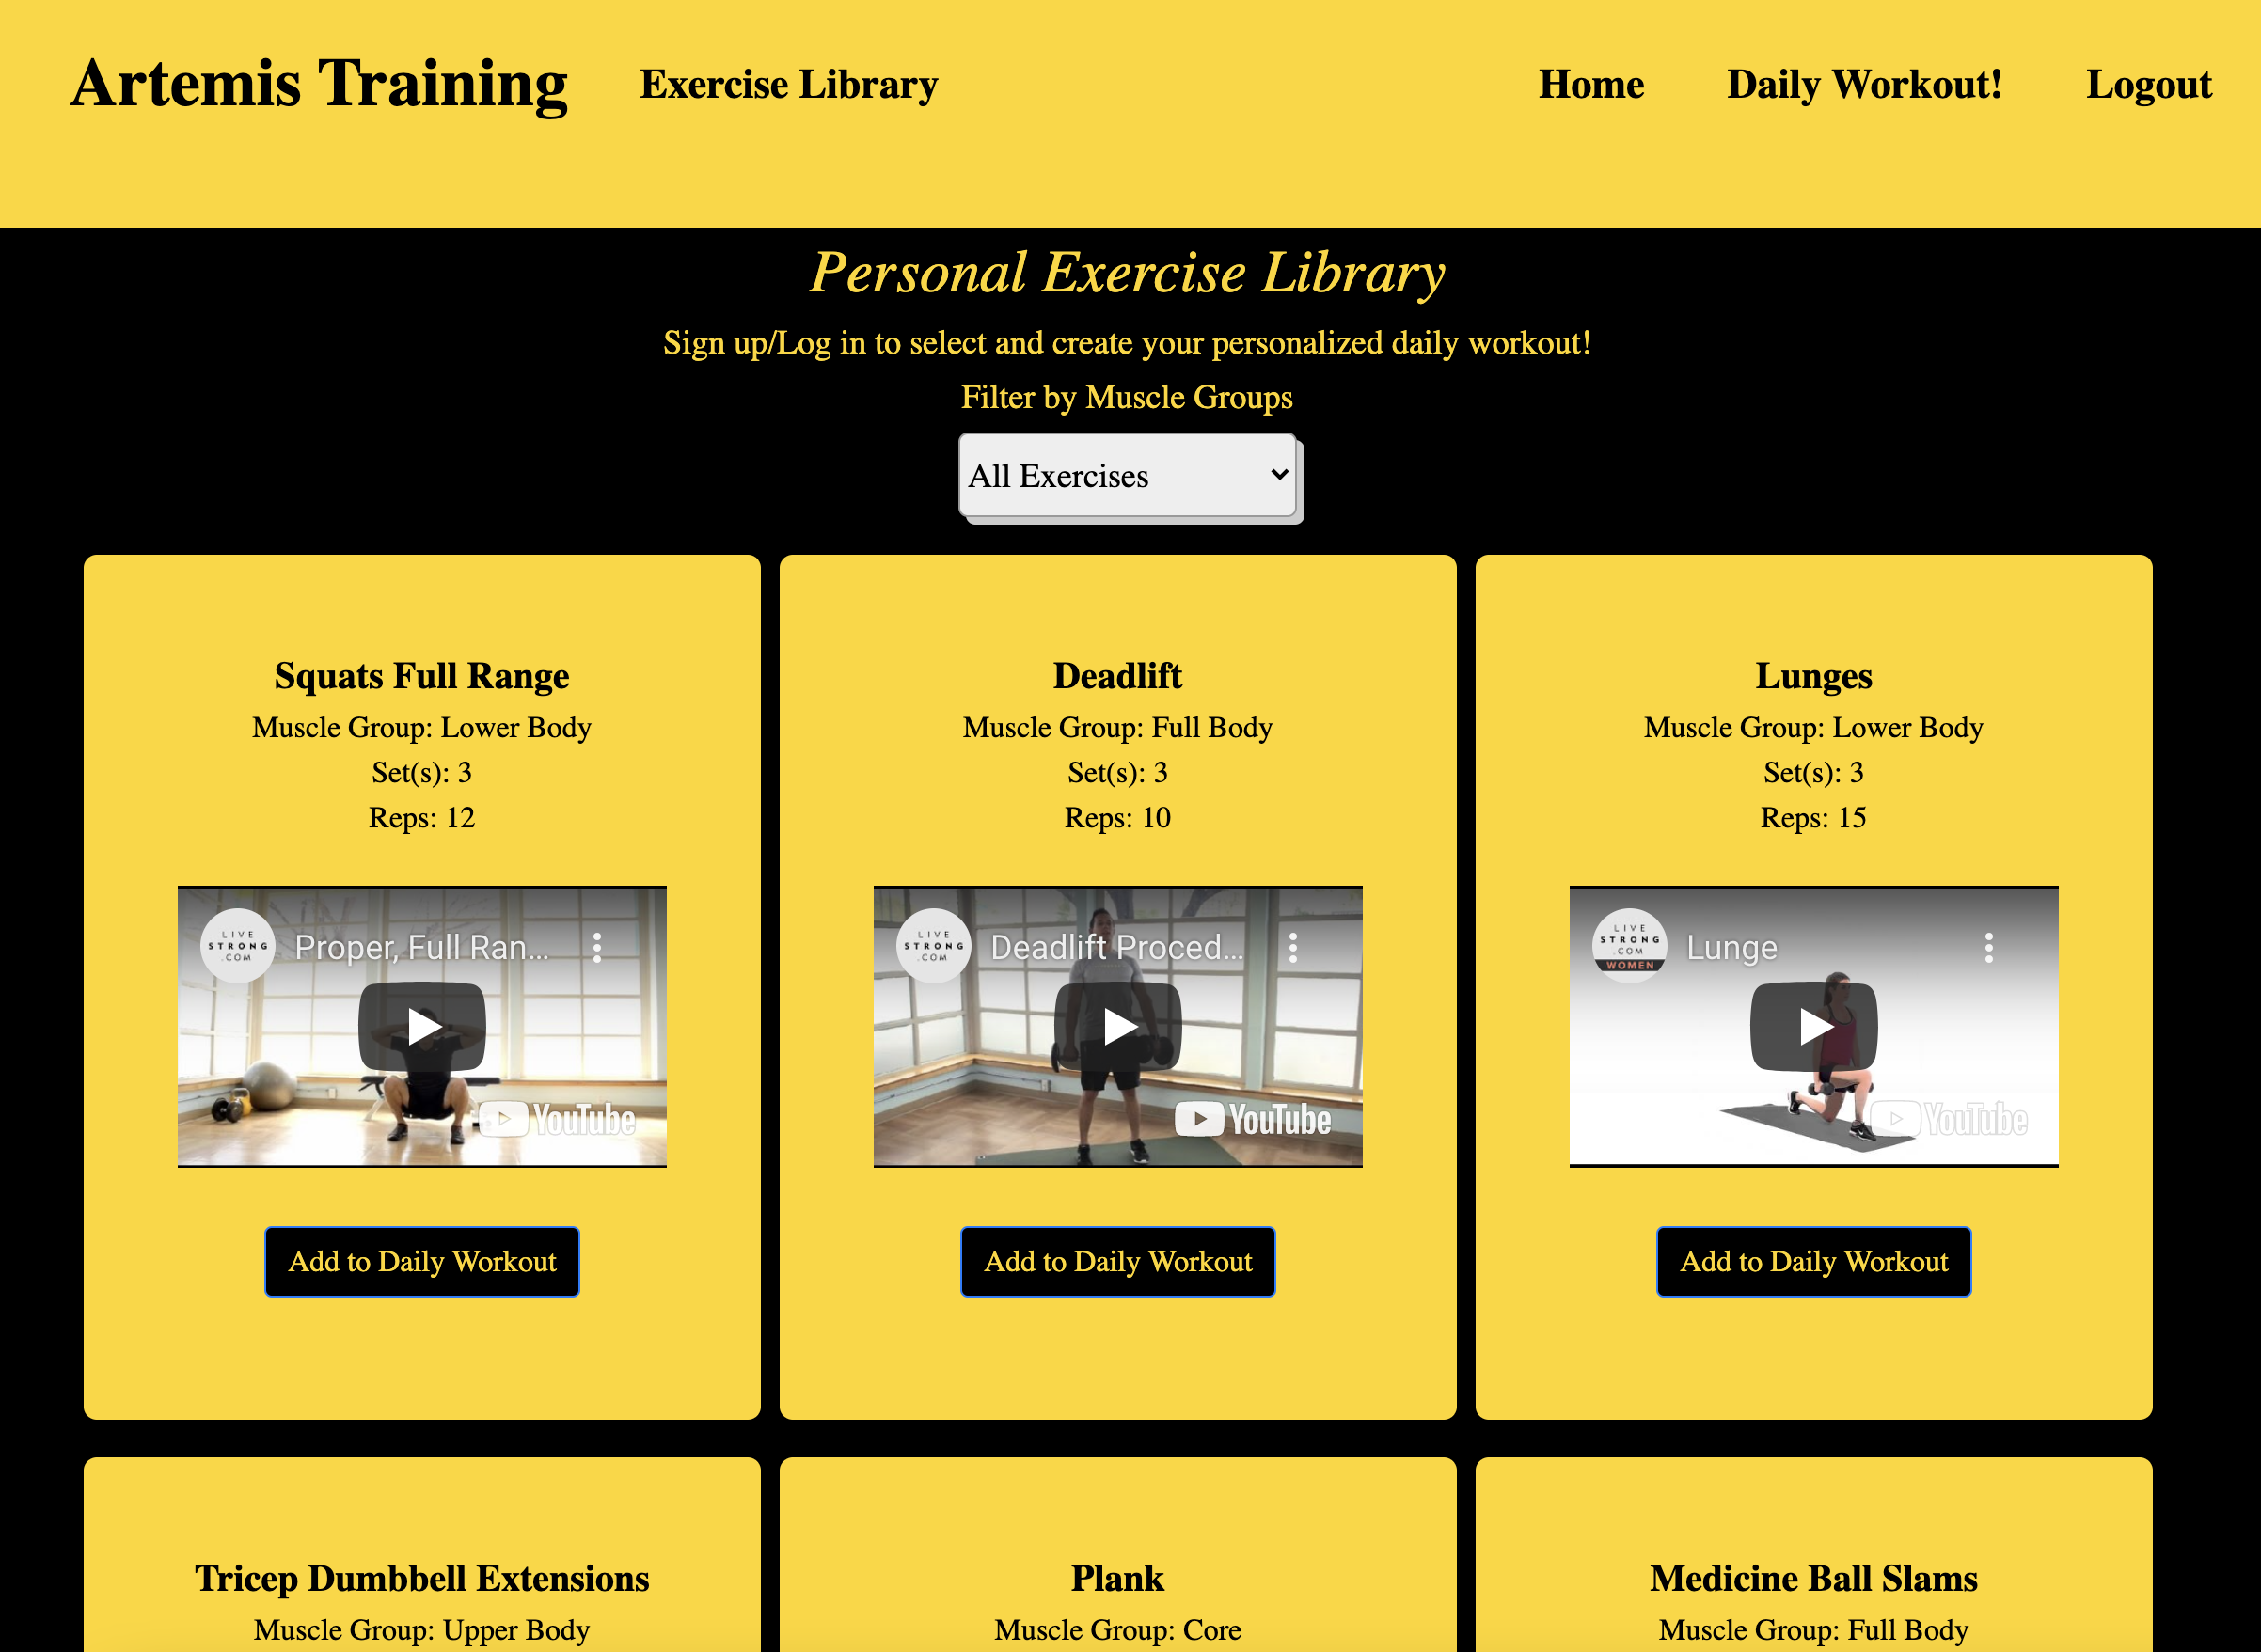 Artemis Training Exercise Library Home Daily Workout! Logout
Personal Exercise Library
Sign up/Log in to select and create your personalized daily workout!
Filter by Muscle Groups
All Exercises
Squats Full Range
Muscle Group: Lower Body
Set(s): 3
Reps: 12
LIVE
STRONG
.COM
Proper, Full Ran...
YouTube
Add to Daily Workout
Deadlift
Muscle Group: Full Body
Set(s): 3
Reps: 10
LIVE
STRONG
.COM
Deadlift Proced...
YouTube
Add to Daily Workout
Lunges
Muscle Group: Lower Body
Set(s): 3
Reps: 15
LIVE
STRONG
.COM
WOMEN
Lunge
YouTube
Add to Daily Workout
Tricep Dumbbell Extensions
Muscle Group: Upper Body
Plank
Muscle Group: Core
Medicine Ball Slams
Muscle Group: Full Body